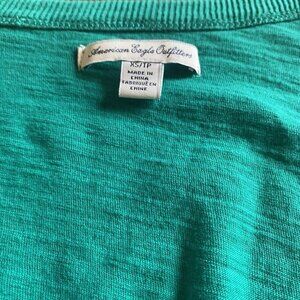 American Eagle Outfitters
XS/TP
MADE IN
CHINA
FABRIQUÉ EN
CHINE